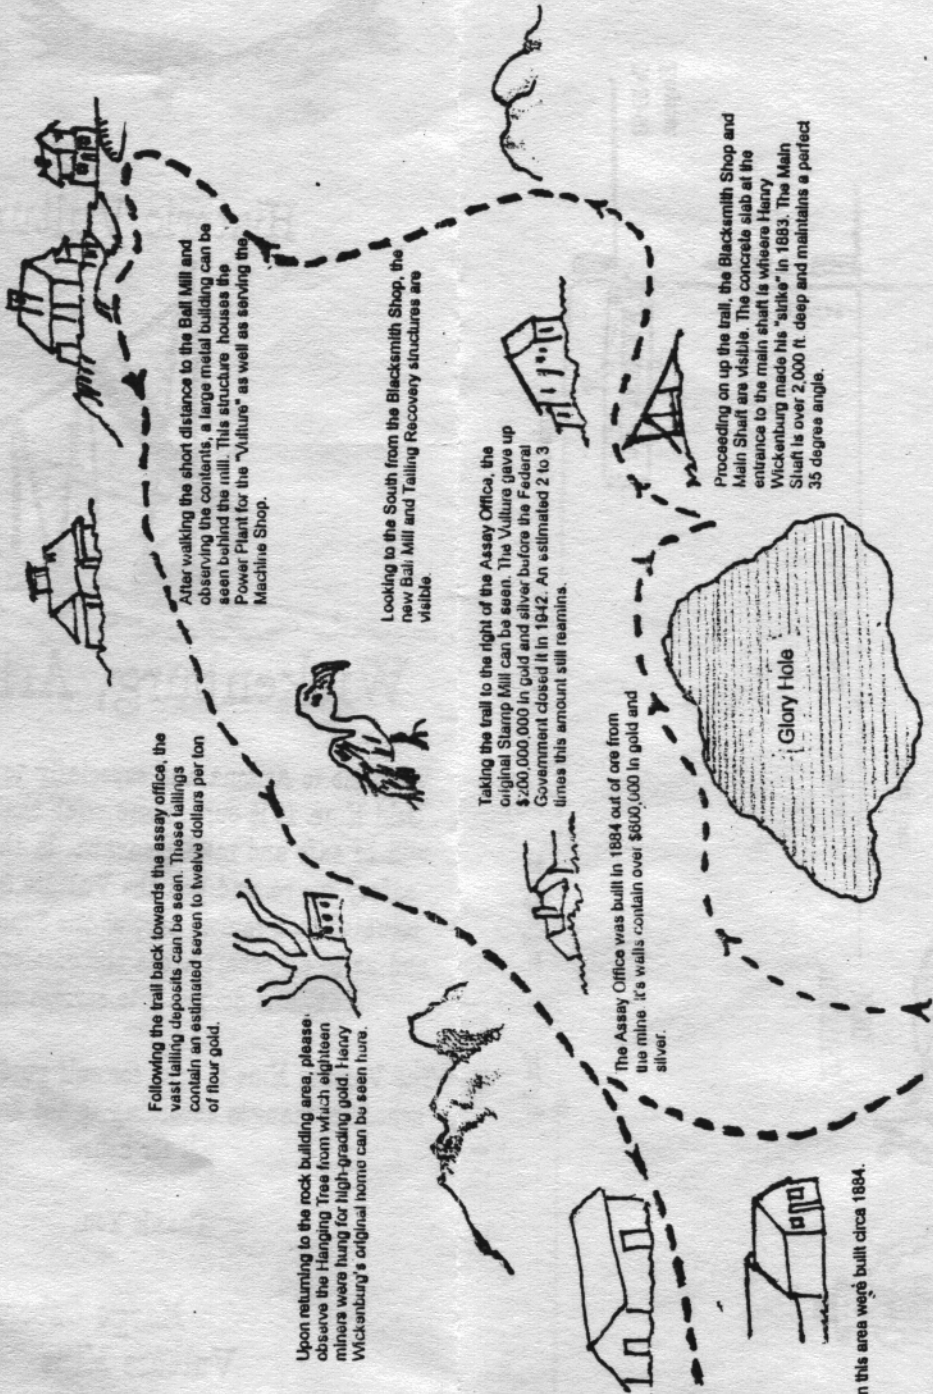 Following the trail back towards the assay office, the
vast tailing deposits can be seen. These tailings
contain an estimated seven to twelve dollars per ton
of flour gold.
After walking the short distance to the Ball Mill and
observing the contents, a large metal building can be
seen behind the mill. This structure houses the
Power Plant for the "Vulture" as well as serving the
Machine Shop.
Upon returning to the rock building area, please
observe the Hanging Tree from which eighteen
miners were hung for high-grading gold. Henry
Wickenburg's original home can be seen here.
Looking to the South from the Blacksmith Shop, the
new Ball Mill and Tailing Recovery structures are
visible.
Taking the trail to the right of the Assay Office, the
original Stamp Mill can be seen. The Vulture gave up
$200,000,000 in gold and silver before the Federal
Government closed it in 1942. An estimated 2 to 3
times this amount still reamins.
The Assay Office was built in 1884 out of ore from
the mine. It's walls contain over $600,000 in gold and
silver.
Proceeding on up the trail, the Blacksmith Shop and
Main Shaft are visible. The concrete slab at the
entrance to the main shaft is wheere Henry
Wickenburg made his "strike" in 1883. The Main
Shaft is over 2,000 ft. deep and maintains a perfect
35 degree angle.
Glory Hole
n this area were built circa 1884.